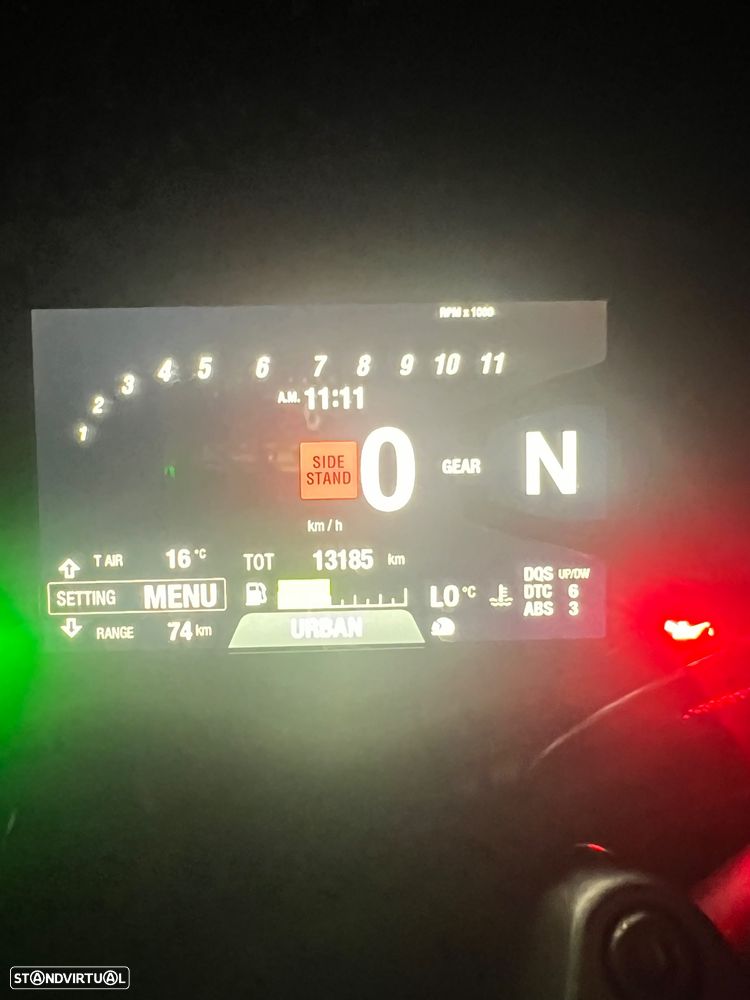 RPM x 1000
1 2 3 4 5 6 7 8 9 10 11
A.M. 11:11
SIDE
STAND
0
GEAR
N
km/h
T AIR 16 °C
TOT 13185 km
SETTING MENU
RANGE 74 km
LO °C
URBAN
DQS UP/DW
DTC 6
ABS 3
STANDVIRTUAL